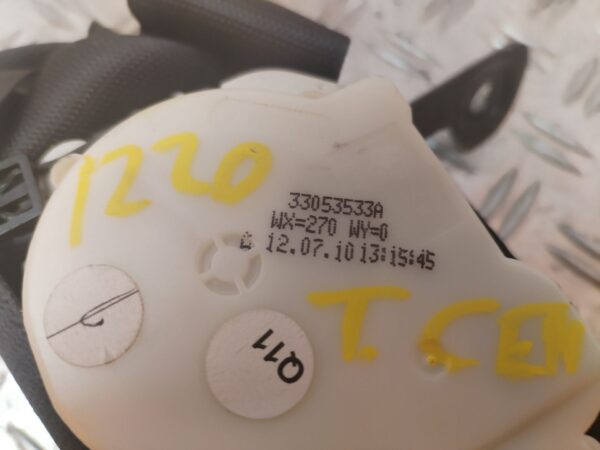 1220
33053533A
WX=270 WY=0
12.07.10 13:15:45
T. CEN
Q11